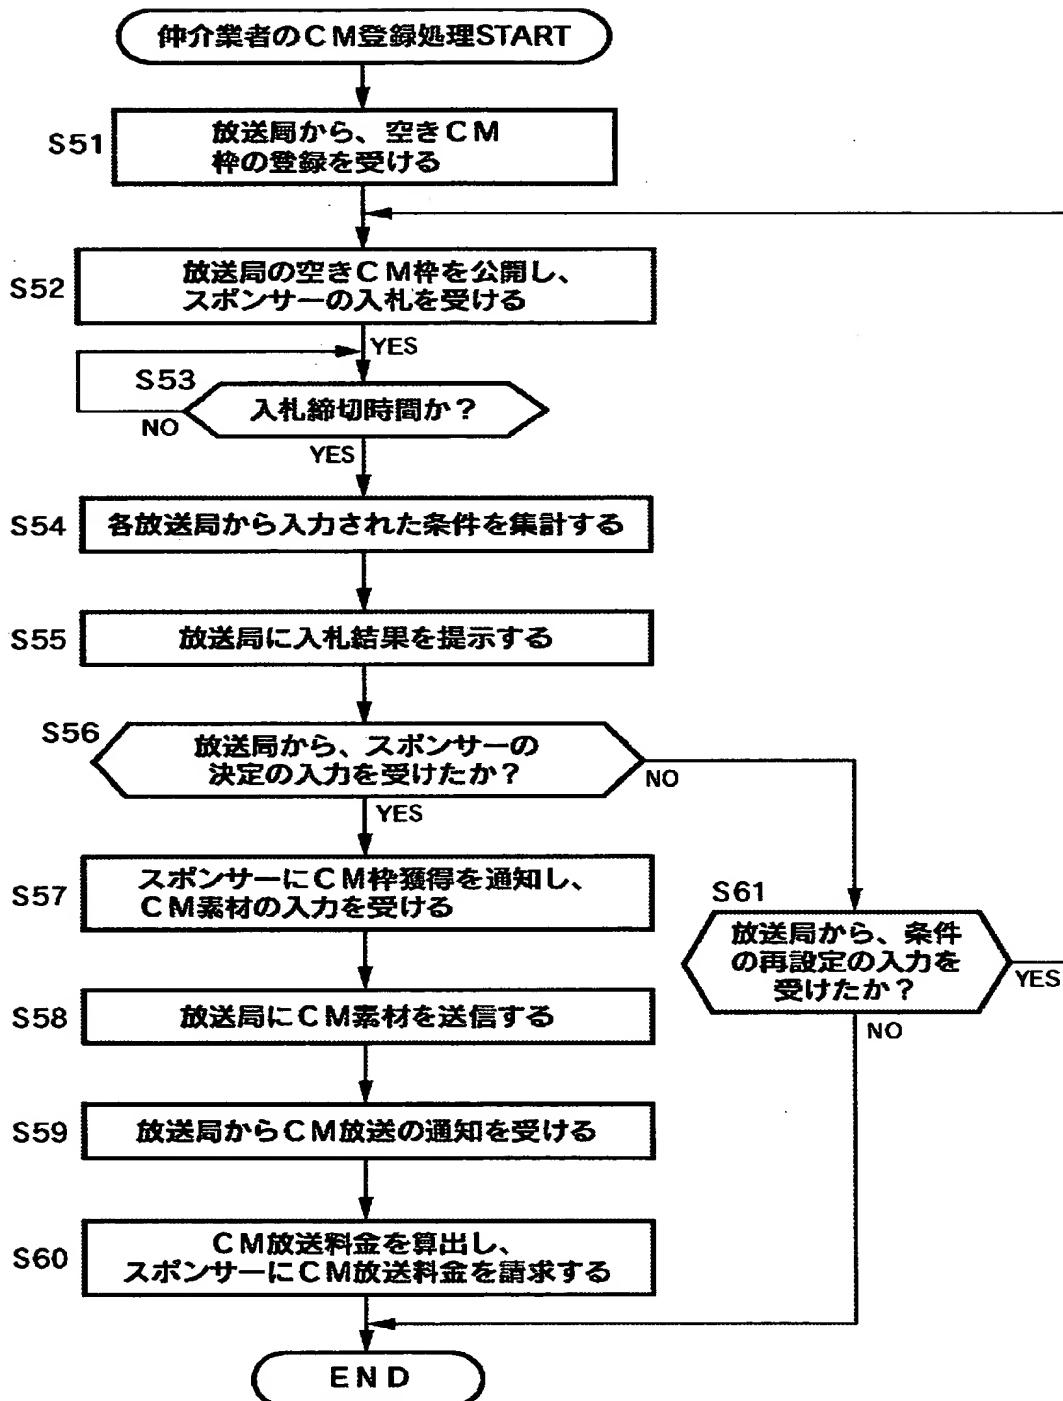 仲介業者のCM登録処理START
S51
放送局から、空きCM
枠の登録を受ける
S52
放送局の空きCM枠を公開し、
スポンサーの入札を受ける
YES
S53
入札締切時間か？
NO
YES
S54
各放送局から入力された条件を集計する
S55
放送局に入札結果を提示する
S56
放送局から、スポンサーの
決定の入力を受けたか？
NO
YES
S57
スポンサーにCM枠獲得を通知し、
CM素材の入力を受ける
S61
放送局から、条件
の再設定の入力を
受けたか？
YES
NO
S58
放送局にCM素材を送信する
S59
放送局からCM放送の通知を受ける
S60
CM放送料金を算出し、
スポンサーにCM放送料金を請求する
END